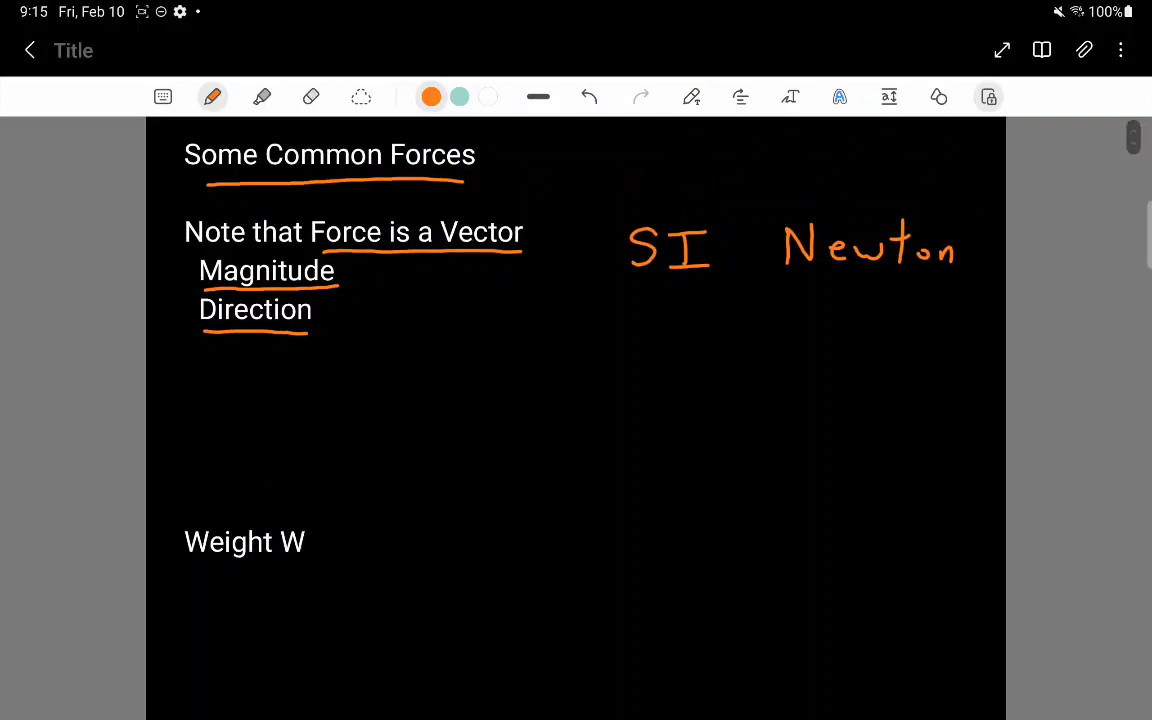 9:15 Fri, Feb 10 100%
Title
Some Common Forces
Note that Force is a Vector SI Newton
Magnitude
Direction
Weight W